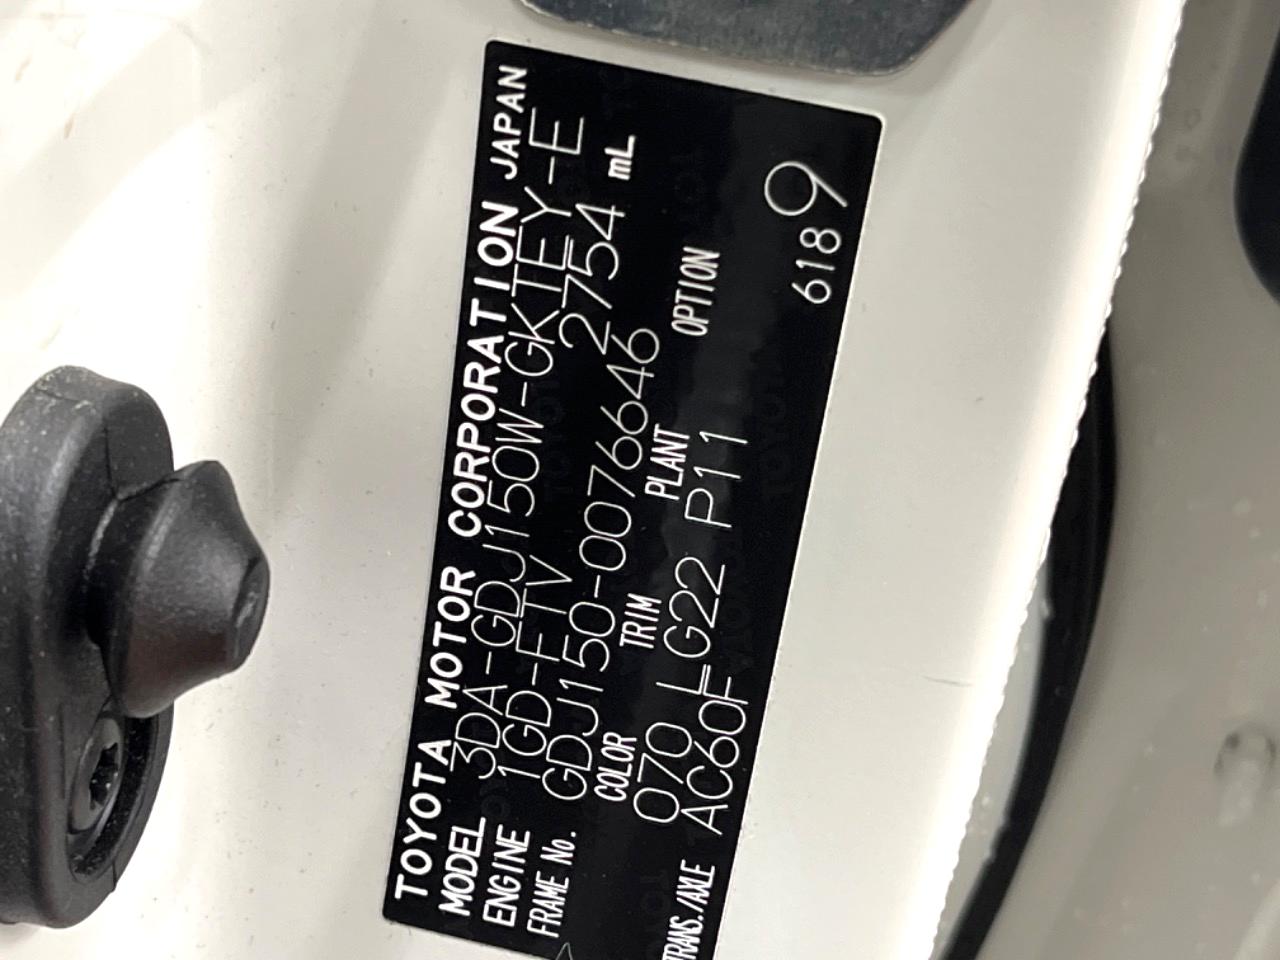 TOYOTA MOTOR CORPORATION JAPAN
MODEL 3DA-GDJ150W-GKTEY-E
ENGINE 1GD-FTV 2754 mL
FRAME No. GDJ150-0076646
COLOR TRIM PLANT OPTION
070 LG22 P11
TRANS./AXLE AC60F
6189